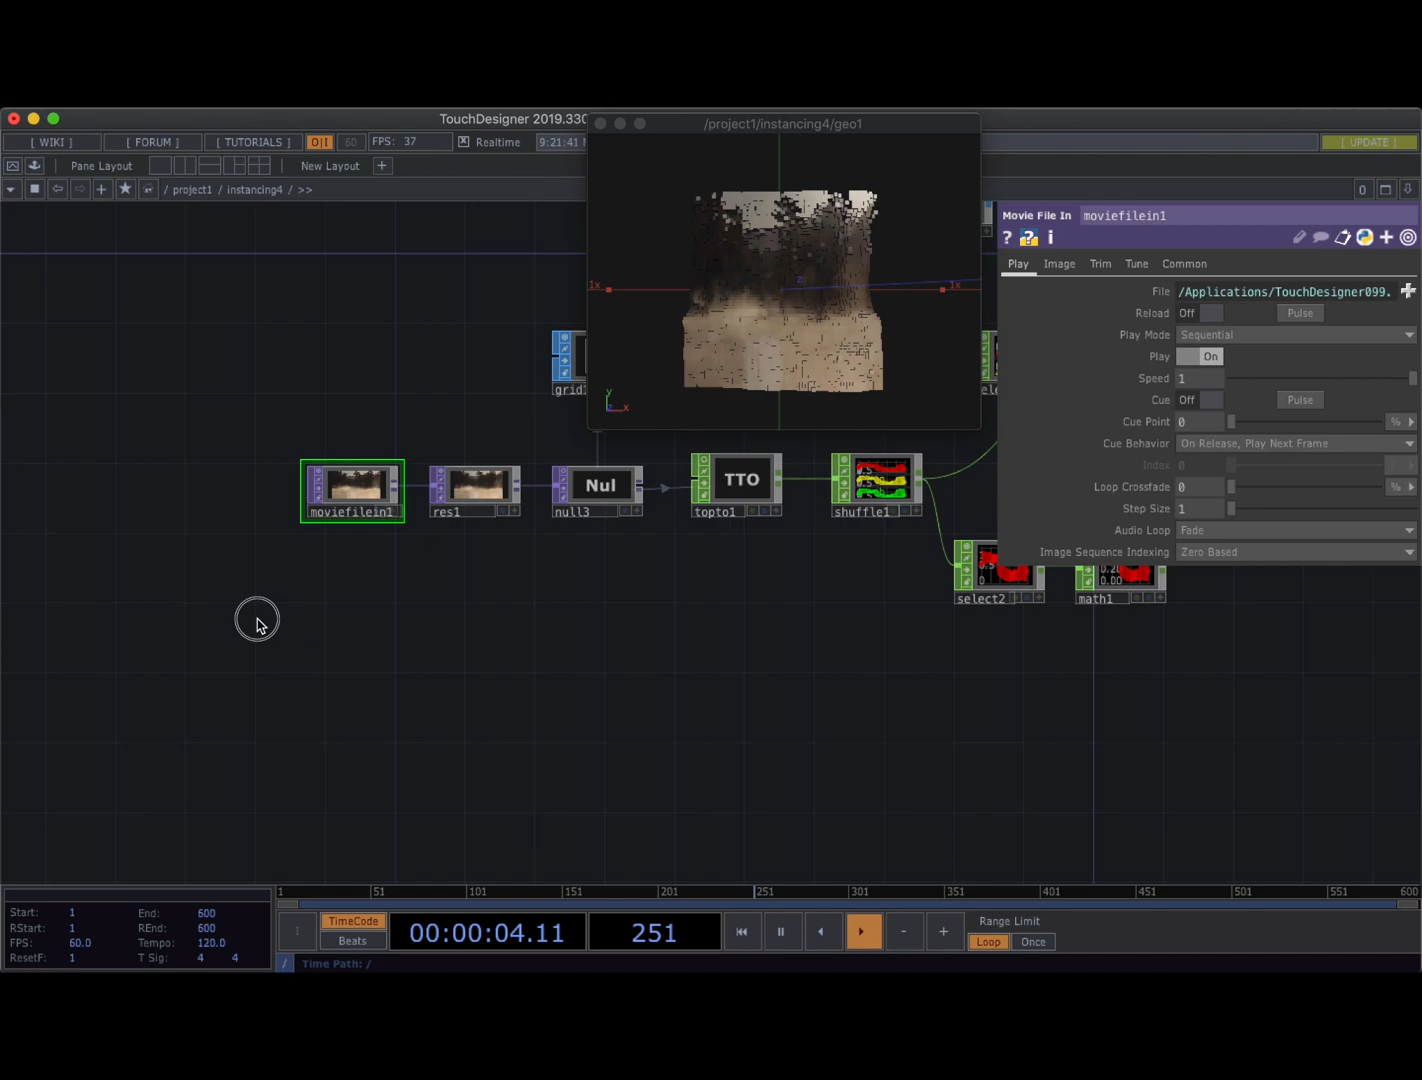 TouchDesigner 2019.330
/project1/instancing4/geo1
[ WIKI ]
[ FORUM ]
[ TUTORIALS ]
O|I
60
FPS: 37
Realtime
9:21:41
[ UPDATE ]
Pane Layout
New Layout
/ project1 / instancing4 / >>
0
Movie File In
moviefilein1
Play
Image
Trim
Tune
Common
File
/Applications/TouchDesigner099.
Reload
Off
Pulse
Play Mode
Sequential
Play
On
Speed
1
Cue
Off
Pulse
Cue Point
0
%
Cue Behavior
On Release, Play Next Frame
Index
0
Loop Crossfade
0
%
Step Size
1
Audio Loop
Fade
Image Sequence Indexing
Zero Based
1x
z
1x
y
z
x
grid1
Nul
TTO
moviefilein1
res1
null3
topto1
shuffle1
select2
math1
1
51
101
151
201
251
301
351
401
451
501
551
600
Start: 1 End: 600
RStart: 1 REnd: 600
FPS: 60.0 Tempo: 120.0
ResetF: 1 T Sig: 4 4
TimeCode
Beats
00:00:04.11
251
-
+
Range Limit
Loop
Once
/
Time Path: /